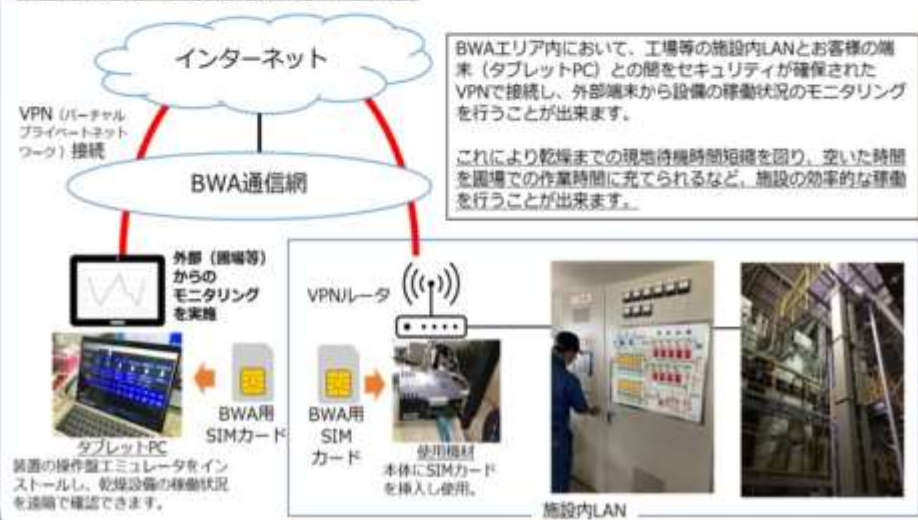 インターネット
BWAエリア内において、工場等の施設内LANとお客様の端
末（タブレットPC）との間をセキュリティが確保された
VPNで接続し、外部端末から設備の稼働状況のモニタリング
を行うことが出来ます。
これにより乾燥までの現地待機時間短縮を図り、空いた時間
を圃場での作業時間に充てられるなど、施設の効率的な稼働
を行うことが出来ます。
VPN（バーチャル
プライベートネット
ワーク）接続
BWA通信網
外部（圃場等）
からの
モニタリング
を実施
VPNルータ
BWA用
SIMカード
BWA用
SIM
カード
タブレットPC
装置の操作盤エミュレータをイン
ストールし、乾燥設備の稼働状況
を遠隔で確認できます。
使用機材
本体にSIMカード
を挿入し使用。
施設内LAN